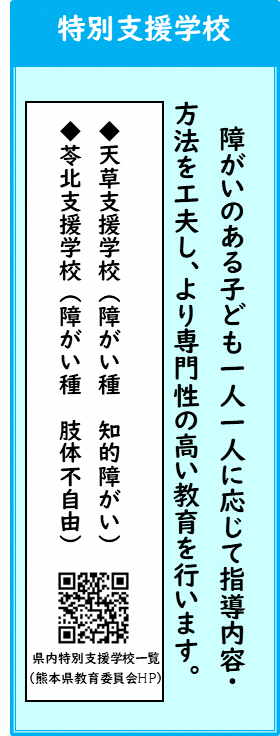 特別支援学校
障がいのある子ども一人一人に応じて指導内容・
方法を工夫し、より専門性の高い教育を行います。
◆天草支援学校（障がい種　知的障がい）
◆苓北支援学校（障がい種　肢体不自由）
県内特別支援学校一覧
（熊本県教育委員会HP）